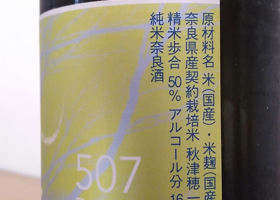 原材料名 米(国産)・米麹(国産
奈良県産契約栽培米 秋津穂一
精米歩合 50% アルコール分 16
純米奈良酒
507